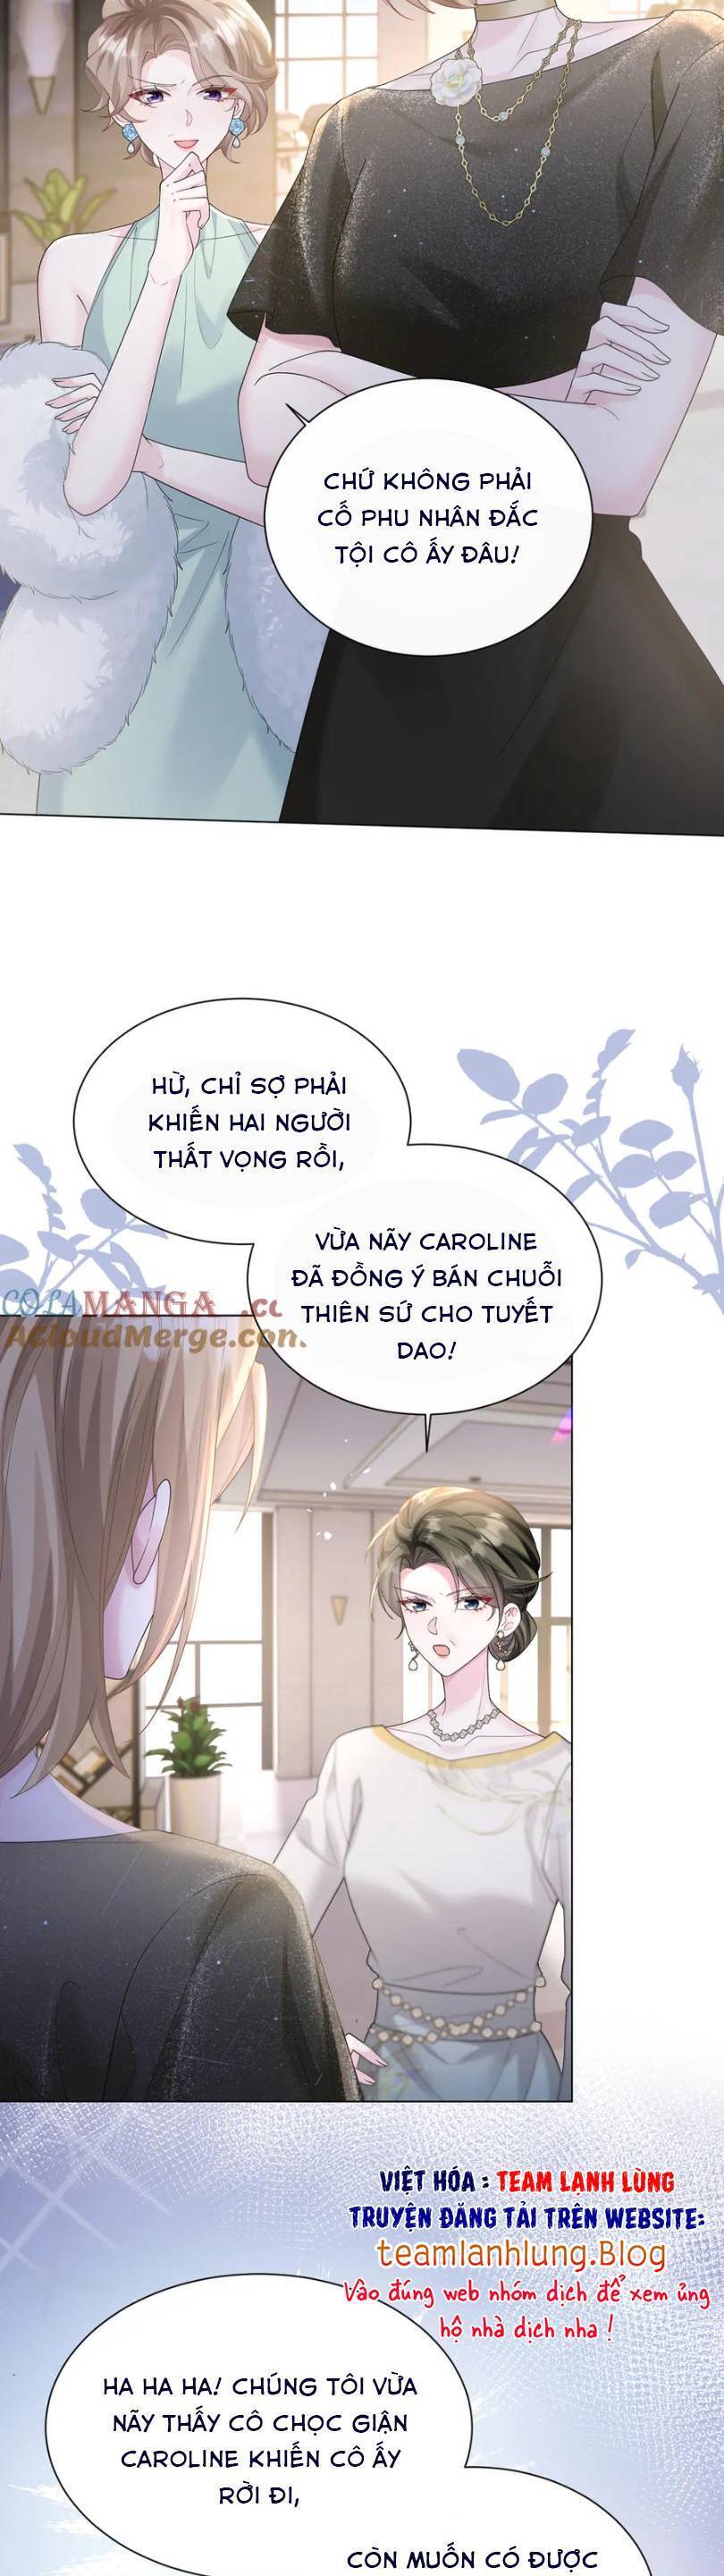 CHỨ KHÔNG PHẢI
CỐ PHU NHÂN ĐẮC
TỘI CÔ ẤY ĐÂU!
HỪ, CHỈ SỢ PHẢI
KHIẾN HAI NGƯỜI
THẤT VỌNG RỒI,
VỪA NÃY CAROLINE
ĐÃ ĐỒNG Ý BÁN CHUỖI
THIÊN SỨ CHO TUYẾT
DAO!
COLAMANGA.CC
AcloudMerge.com
VIỆT HÓA : TEAM LẠNH LÙNG
TRUYỆN ĐĂNG TẢI TRÊN WEBSITE:
teamlanhlung.Blog
Vào đúng web nhóm dịch để xem ủng
hộ nhà dịch nha !
HA HA HA! CHÚNG TÔI VỪA
NÃY THẤY CÔ CHỌC GIẬN
CAROLINE KHIẾN CÔ ẤY
RỜI ĐI,
CÒN MUỐN CÓ ĐƯỢC